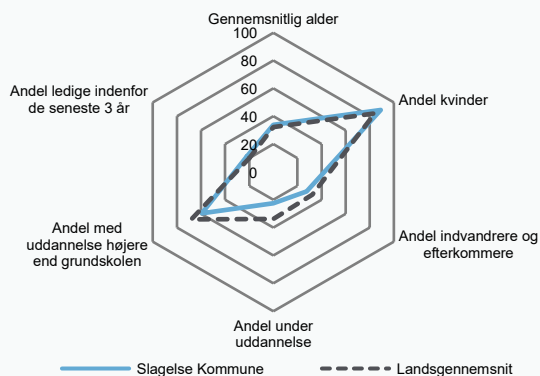 Gennemsnitlig alder
100
80
60
40
20
0
Andel kvinder
Andel indvandrere og
efterkommere
Andel under
uddannelse
Andel med
uddannelse højere
end grundskolen
Andel ledige indenfor
de seneste 3 år
Slagelse Kommune
Landsgennemsnit